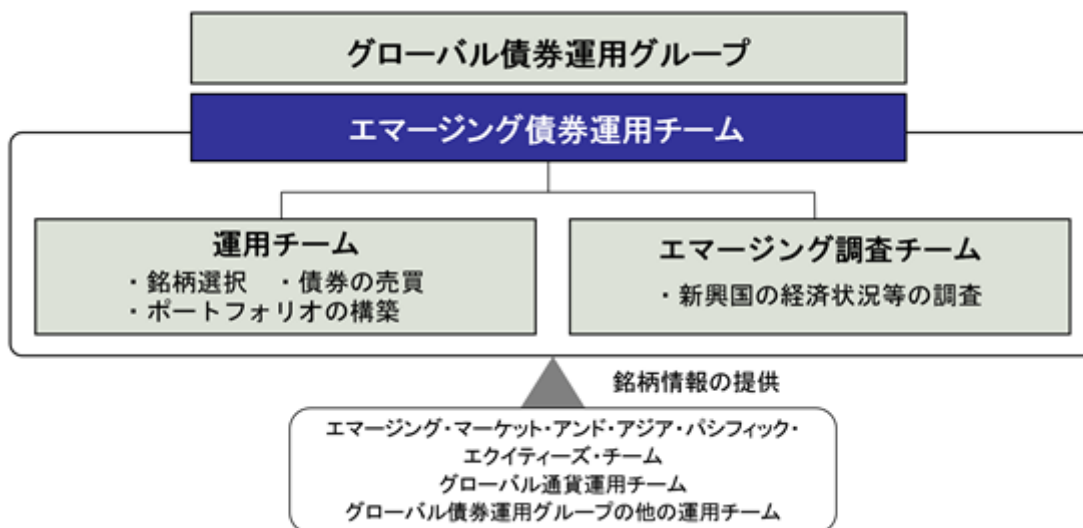 グローバル債券運用グループ
エマージング債券運用チーム
運用チーム
・銘柄選択　・債券の売買
・ポートフォリオの構築
エマージング調査チーム
・新興国の経済状況等の調査
銘柄情報の提供
エマージング・マーケット・アンド・アジア・パシフィック・
エクイティーズ・チーム
グローバル通貨運用チーム
グローバル債券運用グループの他の運用チーム